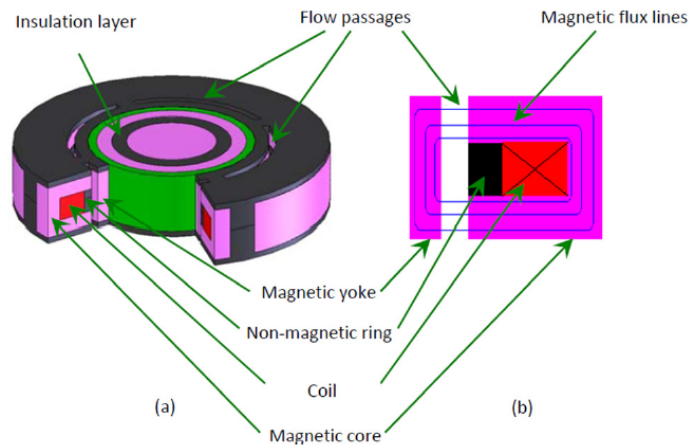 Insulation layer
Flow passages
Magnetic flux lines
Magnetic yoke
Non-magnetic ring
Coil
(a)
(b)
Magnetic core